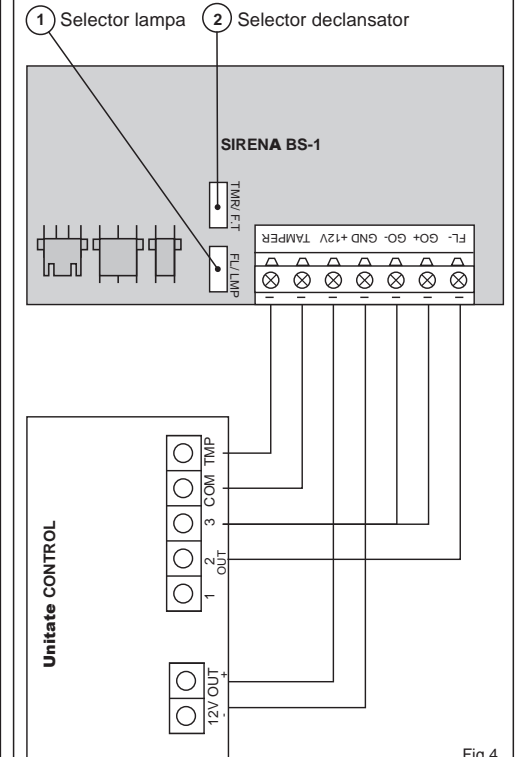 1 Selector lampa
2 Selector declansator
SIRENA BS-1
TMR/ F.T
FL/ LMP
TAMPER +12V GND GO- GO+ FL-
Unitate CONTROL
TMP
COM
3
2
OUT
1
12V OUT
+
-
Fig.4